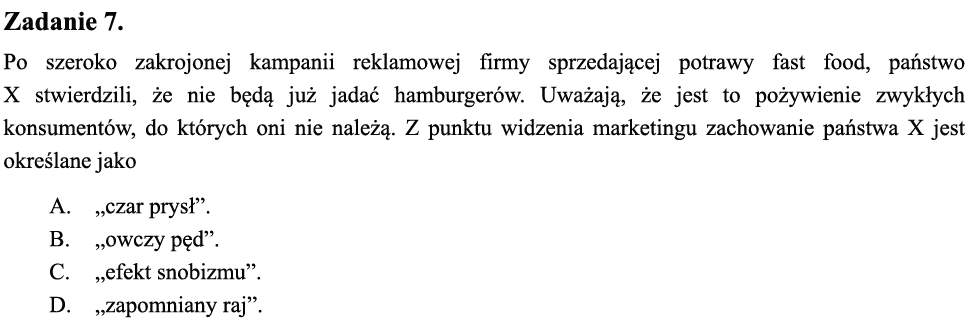 Zadanie 7.
Po szeroko zakrojonej kampanii reklamowej firmy sprzedającej potrawy fast food, państwo
X stwierdzili, że nie będą już jadać hamburgerów. Uważają, że jest to pożywienie zwykłych
konsumentów, do których oni nie należą. Z punktu widzenia marketingu zachowanie państwa X jest
określane jako
A. „czar prysł”.
B. „owczy pęd”.
C. „efekt snobizmu”.
D. „zapomniany raj”.